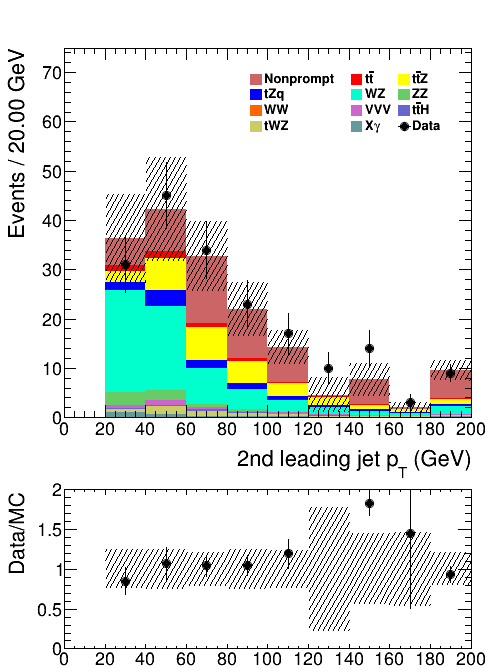 Events / 20.00 GeV
70
60
50
40
30
20
10
0
Nonprompt
tt̄
tt̄Z
tZq
WZ
ZZ
WW
VVV
tt̄H
tWZ
Xγ
Data
0 20 40 60 80 100 120 140 160 180 200
2nd leading jet p_T (GeV)
Data/MC
2
1.5
1
0.5
0
0 20 40 60 80 100 120 140 160 180 200